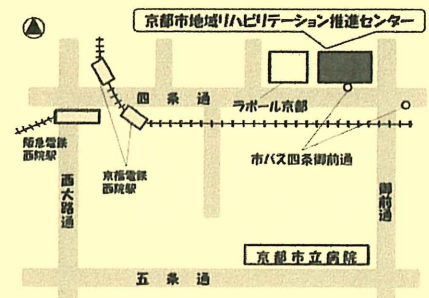 京都市地域リハビリテーション推進センター
四条通
ラポール京都
阪急電鉄
西院駅
京福電鉄
西院駅
市バス四条御前通
西大路通
御前通
京都市立病院
五条通